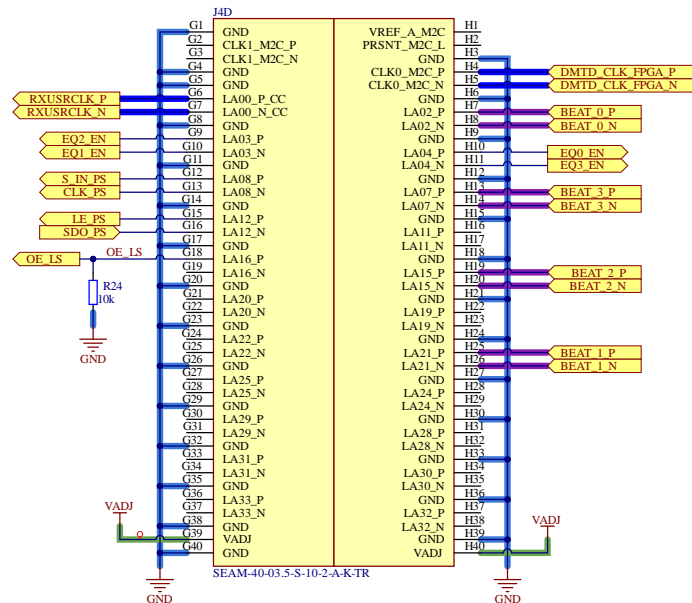 J4D
G1 GND VREF_A_M2C H1
G2 CLK1_M2C_P PRSNT_M2C_L H2
G3 CLK1_M2C_N GND H3
G4 GND CLK0_M2C_P H4 DMTD_CLK_FPGA_P
G5 GND CLK0_M2C_N H5 DMTD_CLK_FPGA_N
RXUSRCLK_P G6 LA00_P_CC GND H6
RXUSRCLK_N G7 LA00_N_CC LA02_P H7 BEAT_0_P
G8 GND LA02_N H8 BEAT_0_N
EQ2_EN G9 LA03_P GND H9
EQ1_EN G10 LA03_N LA04_P H10 EQ0_EN
G11 GND LA04_N H11 EQ3_EN
S_IN_PS G12 LA08_P GND H12
CLK_PS G13 LA08_N LA07_P H13 BEAT_3_P
G14 GND LA07_N H14 BEAT_3_N
LE_PS G15 LA12_P GND H15
SDO_PS G16 LA12_N LA11_P H16
G17 GND LA11_N H17
OE_LS OE_LS G18 LA16_P GND H18
G19 LA16_N LA15_P H19 BEAT_2_P
G20 GND LA15_N H20 BEAT_2_N
R24
10k
GND
G21 LA20_P GND H21
G22 LA20_N LA19_P H22
G23 GND LA19_N H23
G24 LA22_P GND H24
G25 LA22_N LA21_P H25 BEAT_1_P
G26 GND LA21_N H26 BEAT_1_N
G27 LA25_P GND H27
G28 LA25_N LA24_P H28
G29 GND LA24_N H29
G30 LA29_P GND H30
G31 LA29_N LA28_P H31
G32 GND LA28_N H32
G33 LA31_P GND H33
G34 LA31_N LA30_P H34
G35 GND LA30_N H35
G36 LA33_P GND H36
G37 LA33_N LA32_P H37
VADJ G38 GND LA32_N H38 VADJ
G39 VADJ GND H39
G40 GND VADJ H40
SEAM-40-03.5-S-10-2-A-K-TR
GND GND